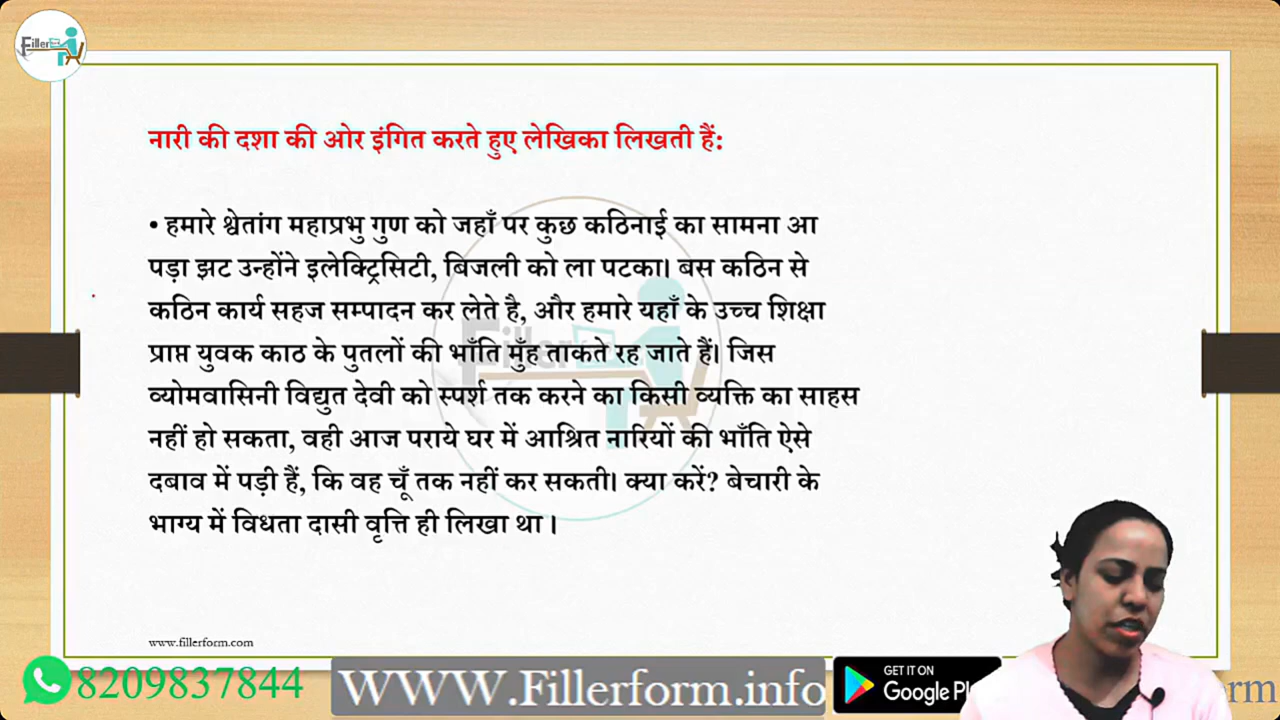 Fillerform
नारी की दशा की ओर इंगित करते हुए लेखिका लिखती हैं:
• हमारे श्वेतांग महाप्रभु गुण को जहाँ पर कुछ कठिनाई का सामना आ
पड़ा झट उन्होंने इलेक्ट्रिसिटी, बिजली को ला पटका। बस कठिन से
कठिन कार्य सहज सम्पादन कर लेते है, और हमारे यहाँ के उच्च शिक्षा
प्राप्त युवक काठ के पुतलों की भाँति मुँह ताकते रह जाते हैं। जिस
व्योमवासिनी विद्युत देवी को स्पर्श तक करने का किसी व्यक्ति का साहस
नहीं हो सकता, वही आज पराये घर में आश्रित नारियों की भाँति ऐसे
दबाव में पड़ी हैं, कि वह चूँ तक नहीं कर सकती। क्या करें? बेचारी के
भाग्य में विधता दासी वृत्ति ही लिखा था ।
www.fillerform.com
8209837844
WWW.Fillerform.info
GET IT ON
Google Pl
rm